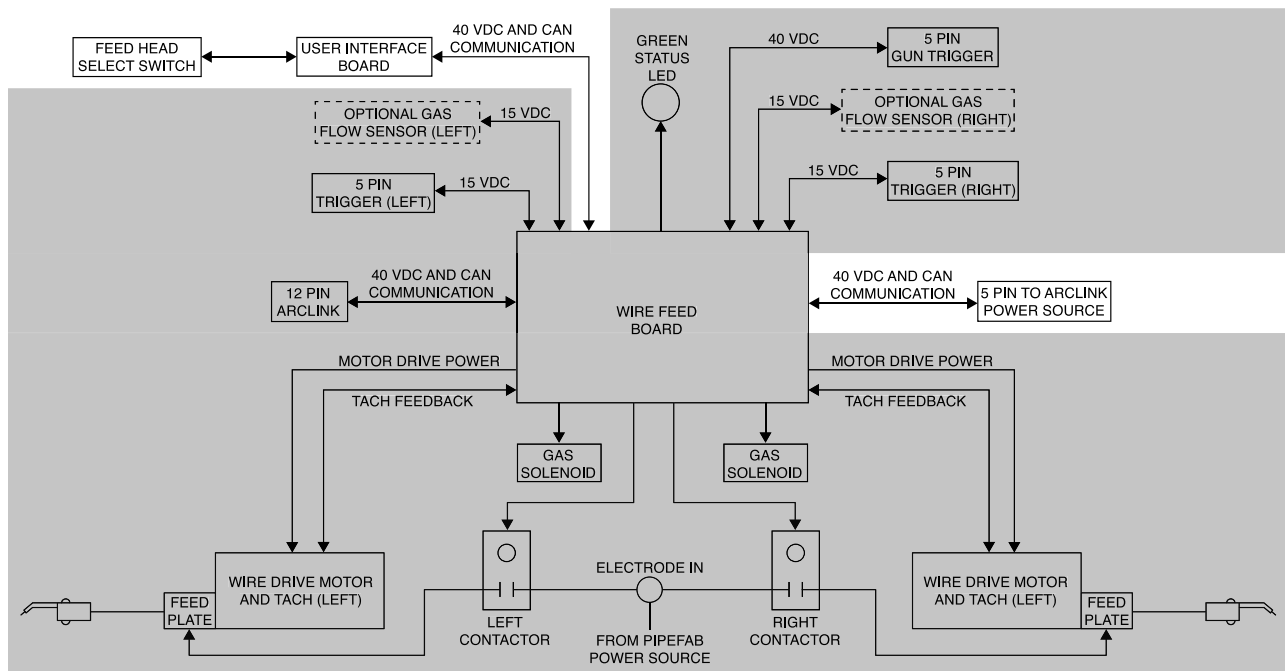 FEED HEAD
SELECT SWITCH
USER INTERFACE
BOARD
40 VDC AND CAN
COMMUNICATION
GREEN
STATUS
LED
40 VDC
5 PIN
GUN TRIGGER
OPTIONAL GAS
FLOW SENSOR (LEFT)
15 VDC
15 VDC
OPTIONAL GAS
FLOW SENSOR (RIGHT)
5 PIN
TRIGGER (LEFT)
15 VDC
15 VDC
5 PIN
TRIGGER (RIGHT)
12 PIN
ARCLINK
40 VDC AND CAN
COMMUNICATION
WIRE FEED
BOARD
40 VDC AND CAN
COMMUNICATION
5 PIN TO ARCLINK
POWER SOURCE
MOTOR DRIVE POWER
TACH FEEDBACK
MOTOR DRIVE POWER
TACH FEEDBACK
GAS
SOLENOID
GAS
SOLENOID
WIRE DRIVE MOTOR
AND TACH (LEFT)
FEED
PLATE
LEFT
CONTACTOR
ELECTRODE IN
FROM PIPEFAB
POWER SOURCE
RIGHT
CONTACTOR
WIRE DRIVE MOTOR
AND TACH (LEFT)
FEED
PLATE